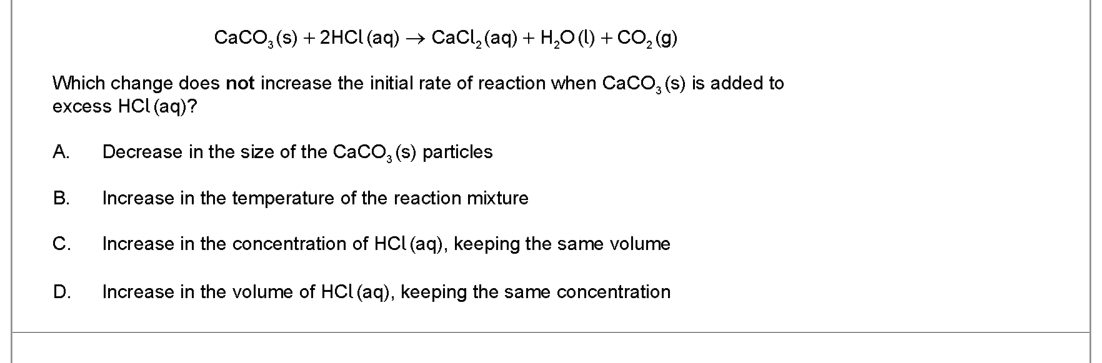 CaCO₃(s) + 2HCl(aq) → CaCl₂(aq) + H₂O(l) + CO₂(g)
Which change does not increase the initial rate of reaction when CaCO₃(s) is added to
excess HCl(aq)?
A. Decrease in the size of the CaCO₃(s) particles
B. Increase in the temperature of the reaction mixture
C. Increase in the concentration of HCl(aq), keeping the same volume
D. Increase in the volume of HCl(aq), keeping the same concentration